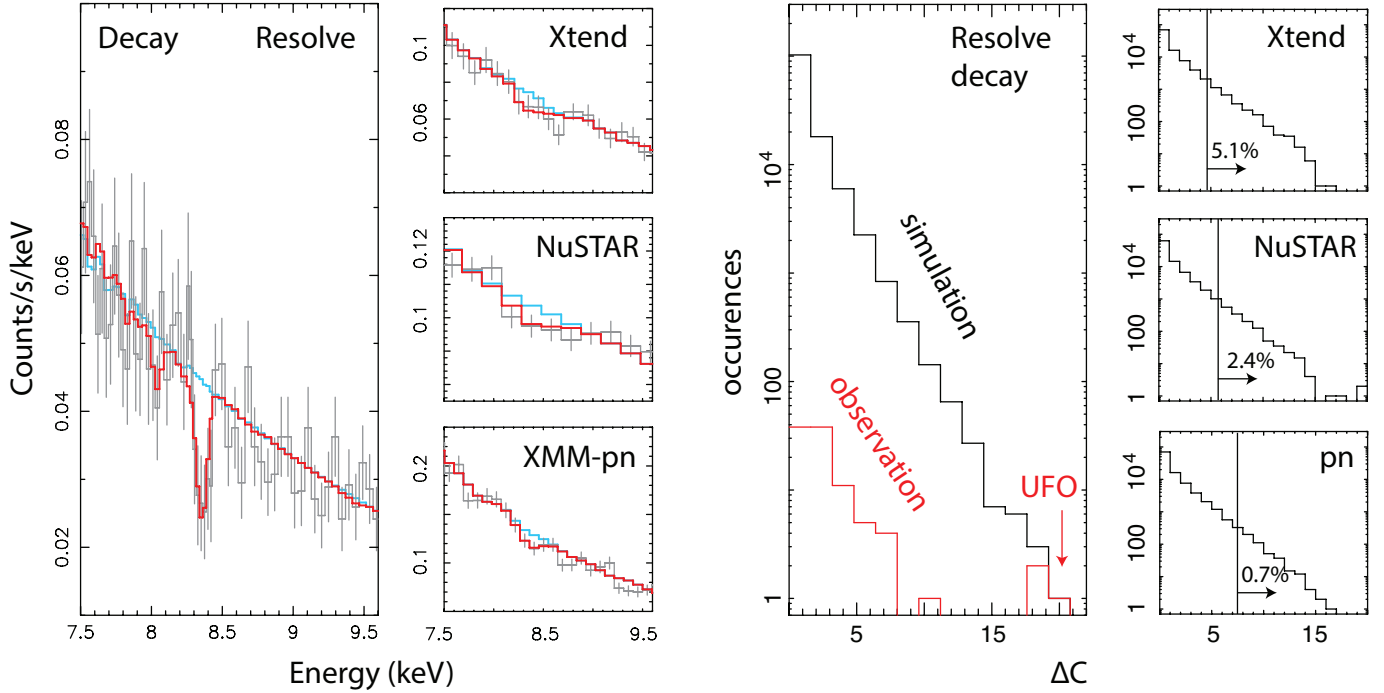 Decay
Resolve
Counts/s/keV
0.02
0.04
0.06
0.08
7.5
8
8.5
9
9.5
Xtend
0.1
0.06
NuSTAR
0.12
0.1
XMM-pn
0.2
0.1
7.5
8.5
9.5
Energy (keV)
Resolve
decay
occurences
10⁴
100
1
simulation
observation
UFO
5
15
ΔC
Xtend
10⁴
100
1
5.1%
NuSTAR
10⁴
100
1
2.4%
pn
10⁴
100
1
0.7%
5
15